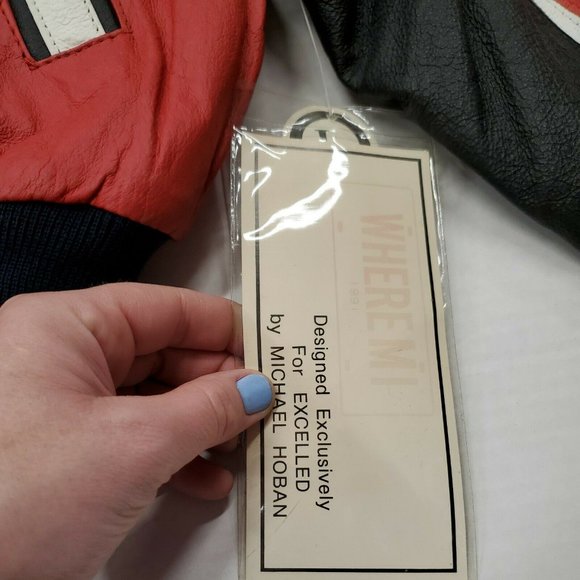 WHERE MI
1991
Designed Exclusively
For EXCELLED
by MICHAEL HOBAN